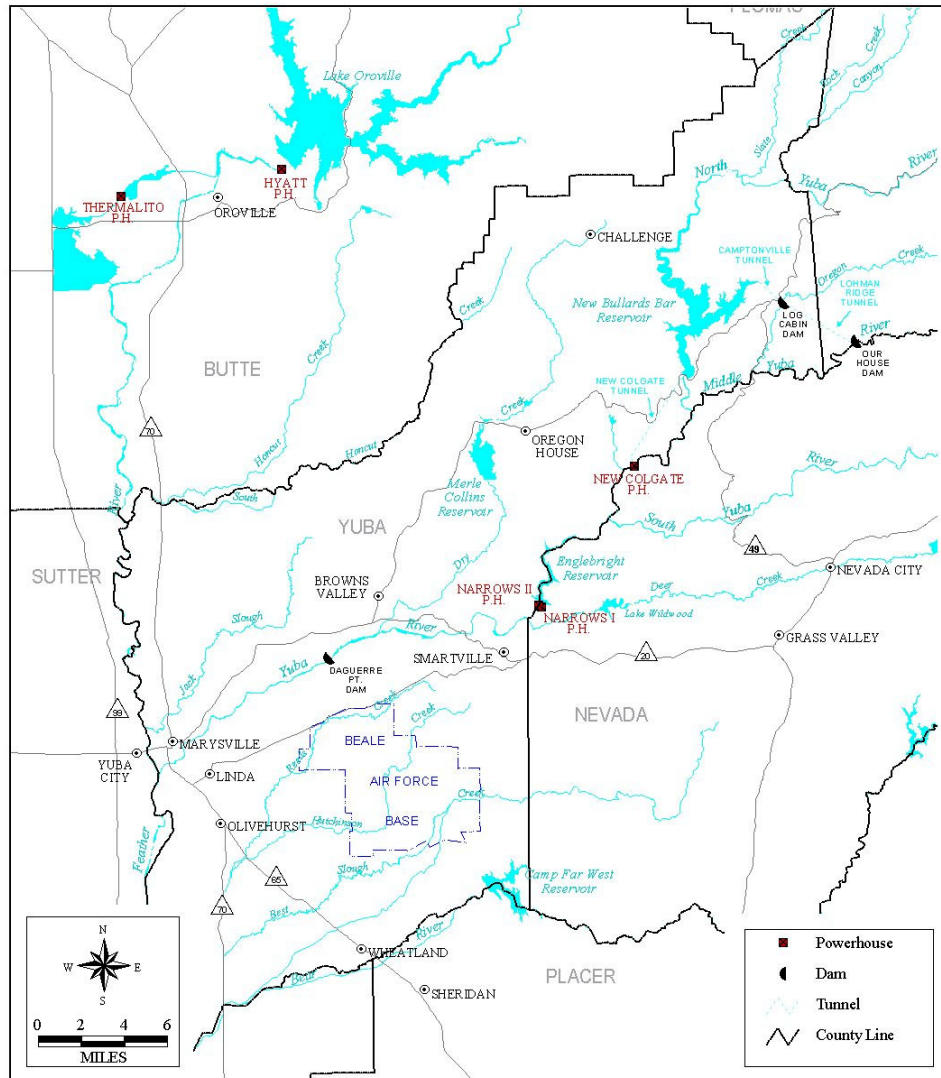 PLUMAS
Creek
Creek
Rock
Canyon
Lake Oroville
Slate
HYATT
P.H.
North
Yuba
River
THERMALITO
P.H.
OROVILLE
CHALLENGE
CAMPTONVILLE
TUNNEL
Oregon
Creek
LOHMAN
RIDGE
TUNNEL
New Bullards Bar
Reservoir
Creek
LOG
CABIN
DAM
River
OUR
HOUSE
DAM
Creek
BUTTE
Middle
Yuba
NEW COLGATE
TUNNEL
Creek
70
OREGON
HOUSE
Honcut
Honcut
NEW COLGATE
P.H.
River
Merle
Collins
Reservoir
River
South
YUBA
South
Yuba
49
SUTTER
Englebright
Reservoir
Dry
NEVADA CITY
BROWNS
VALLEY
NARROWS II
P.H.
Deer
Creek
NARROWS I
P.H.
Lake Wildwood
Slough
River
GRASS VALLEY
SMARTVILLE
20
Yuba
DAGUERRE
PT.
DAM
Jack
Creek
Creek
NEVADA
99
MARYSVILLE
BEALE
YUBA
CITY
LINDA
Reeds
AIR FORCE
Creek
BASE
Hutchinson
OLIVEHURST
Feather
Slough
65
Camp Far West
Reservoir
70
Best
River
WHEATLAND
Bear
SHERIDAN
PLACER
N
W
E
S
0 2 4 6
MILES
Powerhouse
Dam
Tunnel
County Line